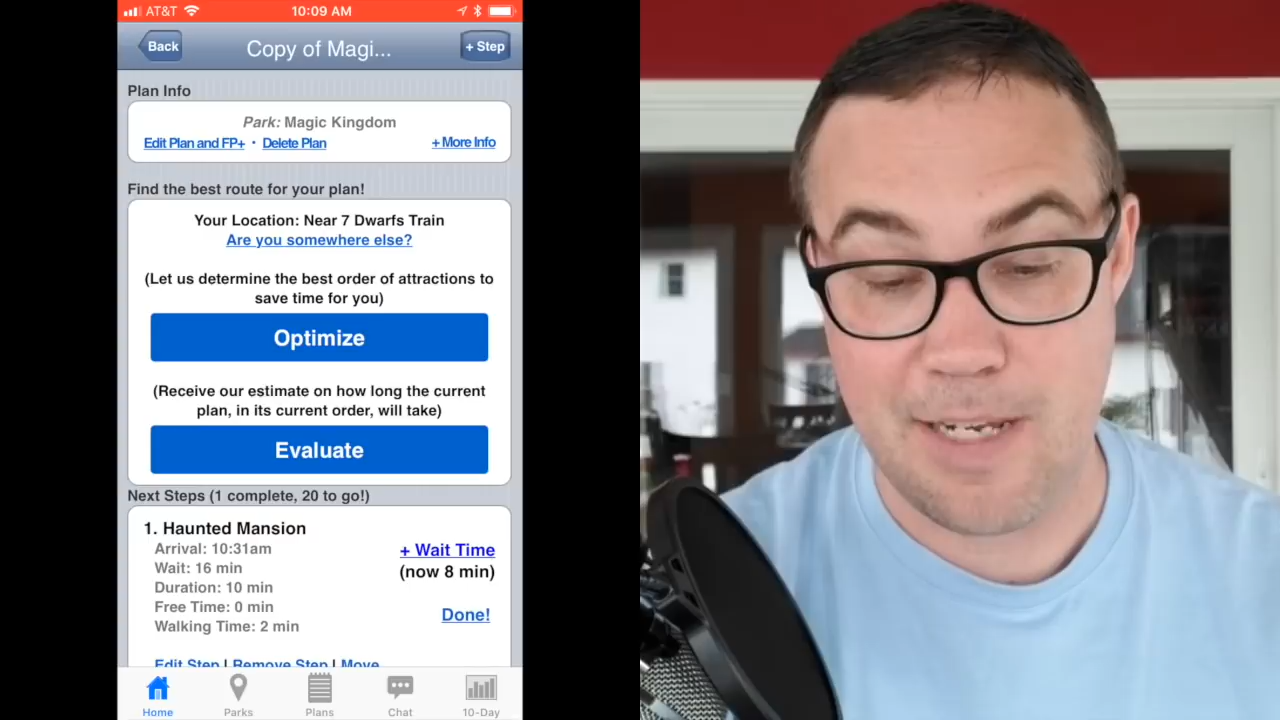 AT&T 10:09 AM
Back Copy of Magi... + Step
Plan Info
Park: Magic Kingdom
Edit Plan and FP+ · Delete Plan + More Info
Find the best route for your plan!
Your Location: Near 7 Dwarfs Train
Are you somewhere else?
(Let us determine the best order of attractions to
save time for you)
Optimize
(Receive our estimate on how long the current
plan, in its current order, will take)
Evaluate
Next Steps (1 complete, 20 to go!)
1. Haunted Mansion
Arrival: 10:31am
+ Wait Time
Wait: 16 min
(now 8 min)
Duration: 10 min
Free Time: 0 min
Done!
Walking Time: 2 min
Edit Step | Remove Step | Move
Home Parks Plans Chat 10-Day